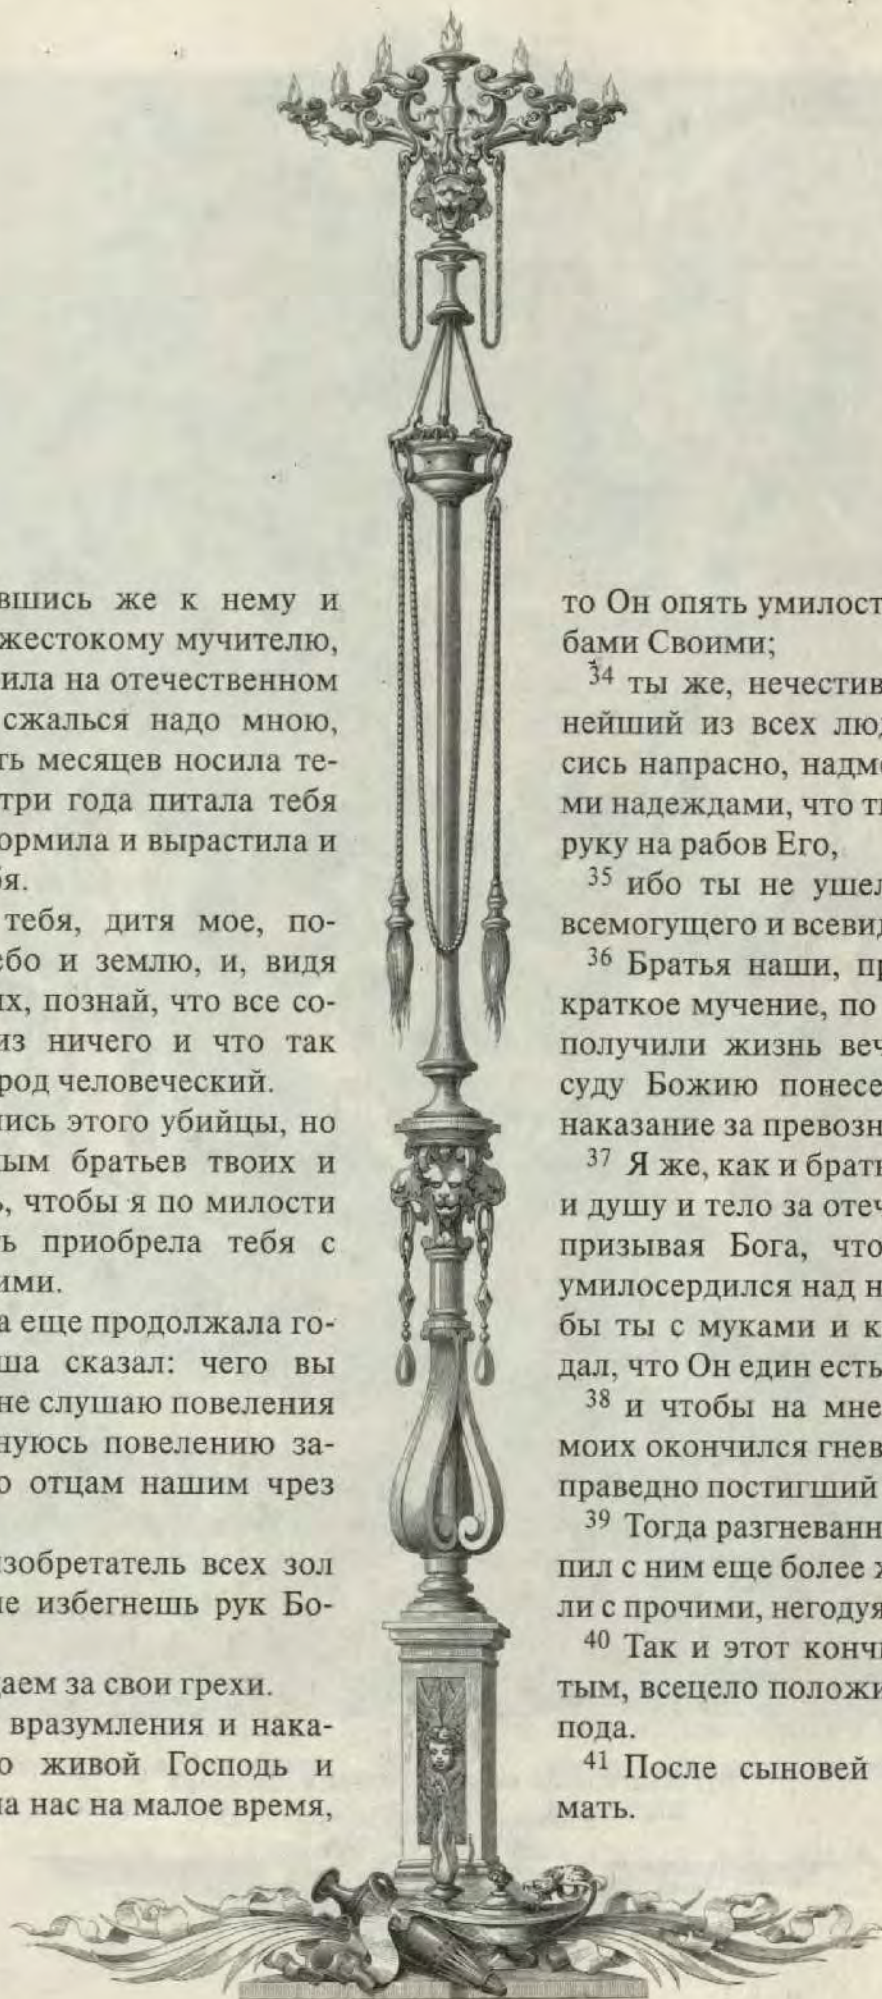 вшись же к нему и
жестокому мучителю,
ила на отечественном
сжалься надо мною,
ть месяцев носила те-
три года питала тебя
ормила и вырастила и
бя.
тебя, дитя мое, по-
ебо и землю, и, видя
их, познай, что все со-
из ничего и что так
род человеческий.
ись этого убийцы, но
ым братьев твоих и
ь, чтобы я по милости
ть приобрела тебя с
ими.
а еще продолжала го-
ша сказал: чего вы
не слушаю повеления
нуюсь повелению за-
о отцам нашим чрез
изобретатель всех зол
не избегнешь рук Бо-
даем за свои грехи.
вразумления и нака-
о живой Господь и
на нас на малое время,
то Он опять умилост
бами Своими;
34 ты же, нечестив
нейший из всех люд
сись напрасно, надме
ми надеждами, что т
руку на рабов Его,
35 ибо ты не ушел
всемогущего и всевид
36 Братья наши, пр
краткое мучение, по
получили жизнь веч
суду Божию понесе
наказание за превозн
37 Я же, как и брать
и душу и тело за отеч
призывая Бога, что
умилосердился над н
бы ты с муками и к
дал, что Он един есть
38 и чтобы на мне
моих окончился гнев
праведно постигший
39 Тогда разгневанн
пил с ним еще более ж
ли с прочими, негодуя
40 Так и этот кончи
тым, всецело положи
пода.
41 После сыновей
мать.